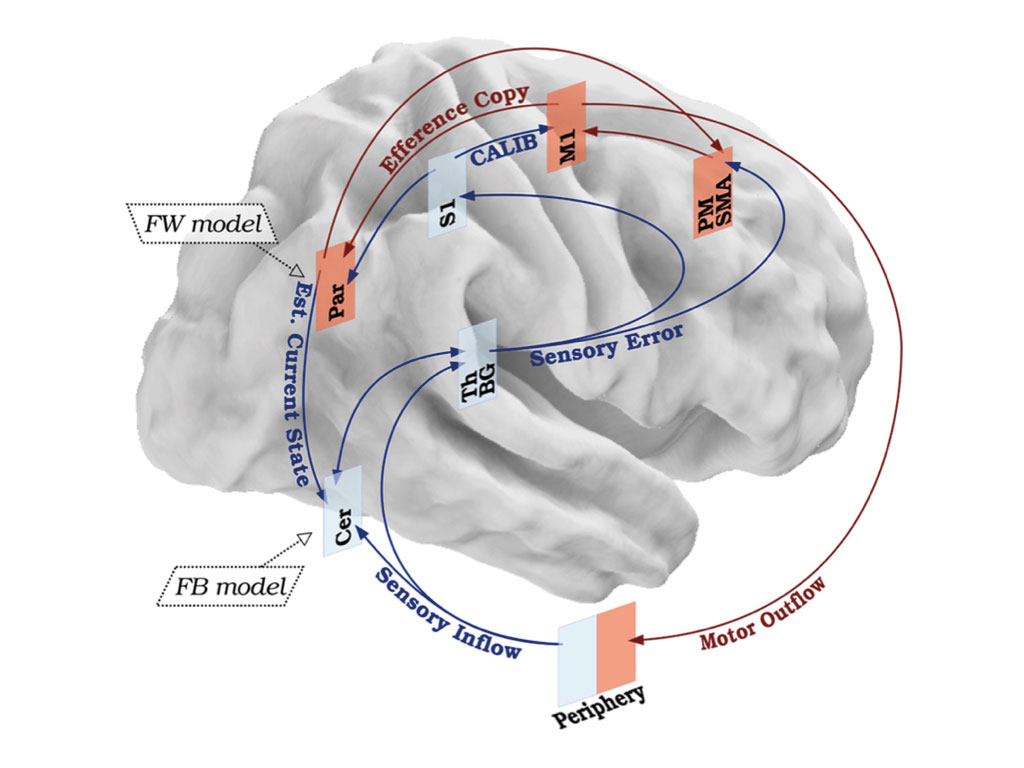 Efference Copy
CALIB
M1
S1
PM
SMA
FW model
Par
Est. Current State
Sensory Error
Th
BG
Cer
FB model
Sensory Inflow
Motor Outflow
Periphery